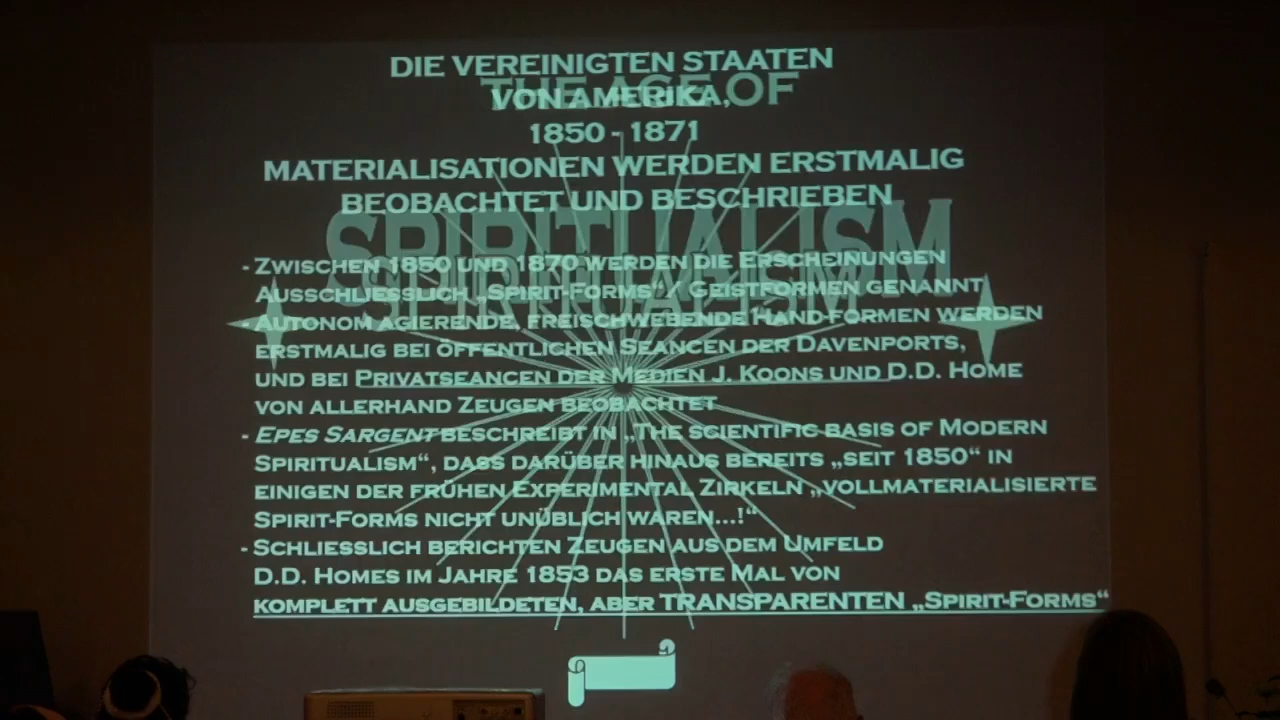 DIE VEREINIGTEN STAATEN
THE AGE OF
VON AMERIKA,
1850 - 1871
MATERIALISATIONEN WERDEN ERSTMALIG
BEOBACHTET UND BESCHRIEBEN
SPIRITUALISM
SPIRITUALISM
- ZWISCHEN 1850 UND 1870 WERDEN DIE ERSCHEINUNGEN
AUSSCHLIESSLICH „SPIRIT-FORMS“ / GEISTFORMEN GENANNT
- AUTONOM AGIERENDE, FREISCHWEBENDE HAND-FORMEN WERDEN
ERSTMALIG BEI ÖFFENTLICHEN SEANCEN DER DAVENPORTS,
UND BEI PRIVATSEANCEN DER MEDIEN J. KOONS UND D.D. HOME
VON ALLERHAND ZEUGEN BEOBACHTET
- EPES SARGENT BESCHREIBT IN „THE SCIENTIFIC BASIS OF MODERN
SPIRITUALISM“, DASS DARÜBER HINAUS BEREITS „SEIT 1850“ IN
EINIGEN DER FRÜHEN EXPERIMENTAL ZIRKELN „VOLLMATERIALISIERTE
SPIRIT-FORMS NICHT UNÜBLICH WAREN...!“
- SCHLIESSLICH BERICHTEN ZEUGEN AUS DEM UMFELD
D.D. HOMES IM JAHRE 1853 DAS ERSTE MAL VON
KOMPLETT AUSGEBILDETEN, ABER TRANSPARENTEN „SPIRIT-FORMS“